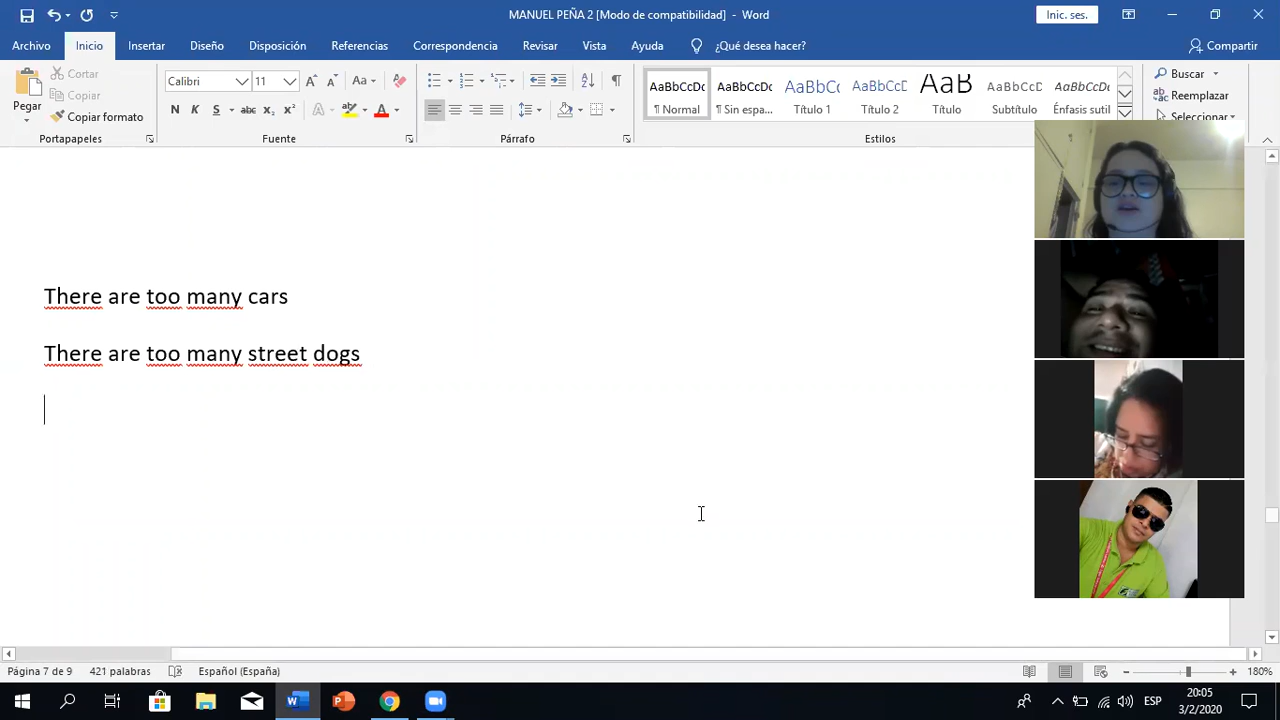 MANUEL PEÑA 2 [Modo de compatibilidad] - Word
Inic. ses.
Archivo Inicio Insertar Diseño Disposición Referencias Correspondencia Revisar Vista Ayuda ¿Qué desea hacer? Compartir
Pegar
Cortar
Copiar
Copiar formato
Portapapeles
Calibri 11
N K S abc x₂ x²
Fuente
Párrafo
AaBbCcDc ¶ Normal
AaBbCcDc ¶ Sin espa...
AaBbCc Título 1
AaBbCcD Título 2
AaB Título
AaBbCcD Subtítulo
AaBbCcDc Énfasis sutil
Estilos
Buscar
Reemplazar
Seleccionar
There are too many cars
There are too many street dogs
Página 7 de 9 421 palabras Español (España) 180%
ESP
20:05
3/2/2020